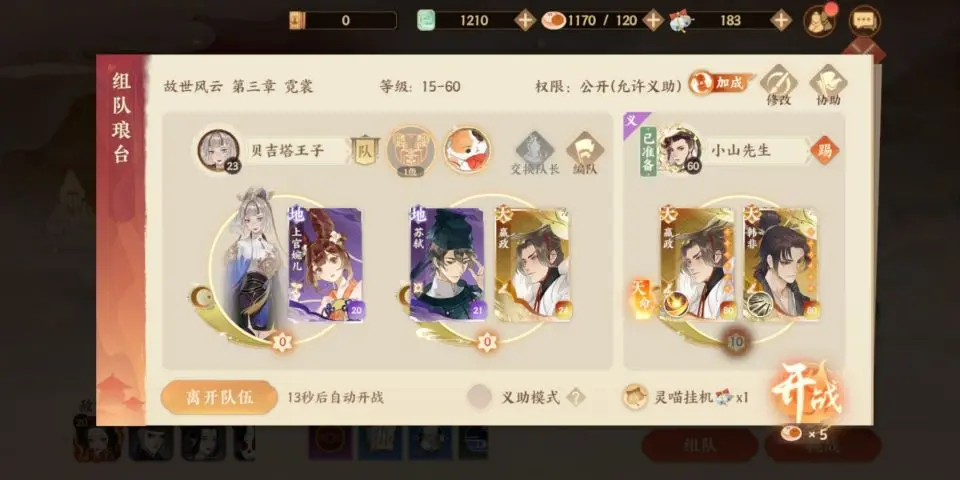 0
1210
1170 / 120
183
组队琅台
故世风云 第三章 霓裳
等级: 15-60
权限: 公开(允许义助)
加成
修改
协助
23
贝吉塔王子
队
1级
交换队长
编队
义
已准备
60
小山先生
踢
地
上官婉儿
20
地
苏轼
21
天
嬴政
24
天
嬴政
80
天
韩非
80
天命
0
0
10
离开队伍
13秒后自动开战
义助模式
?
灵喵挂机
x1
开战
×5
组队